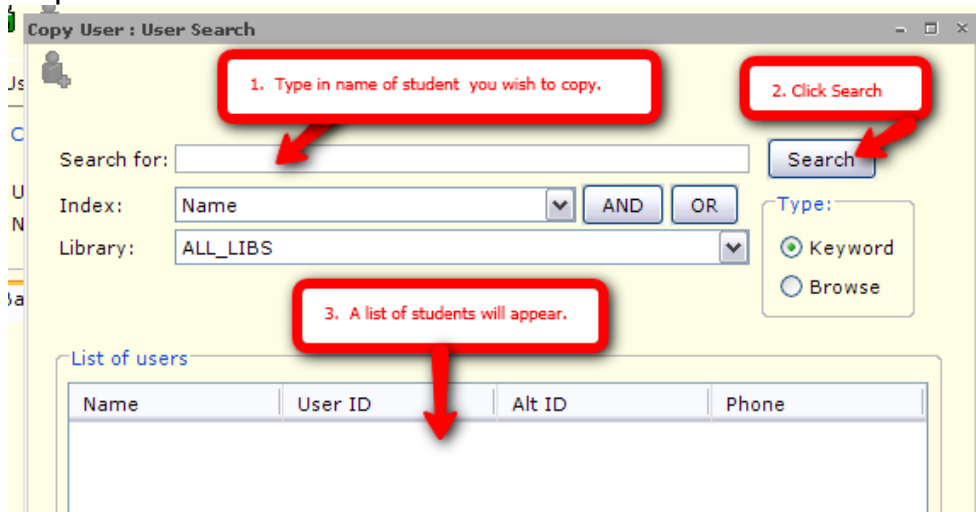 Copy User : User Search
1. Type in name of student you wish to copy.
2. Click Search
Search for:
Search
Index: Name AND OR
Type:
Library: ALL_LIBS
Keyword
Browse
3. A list of students will appear.
List of users
Name User ID Alt ID Phone